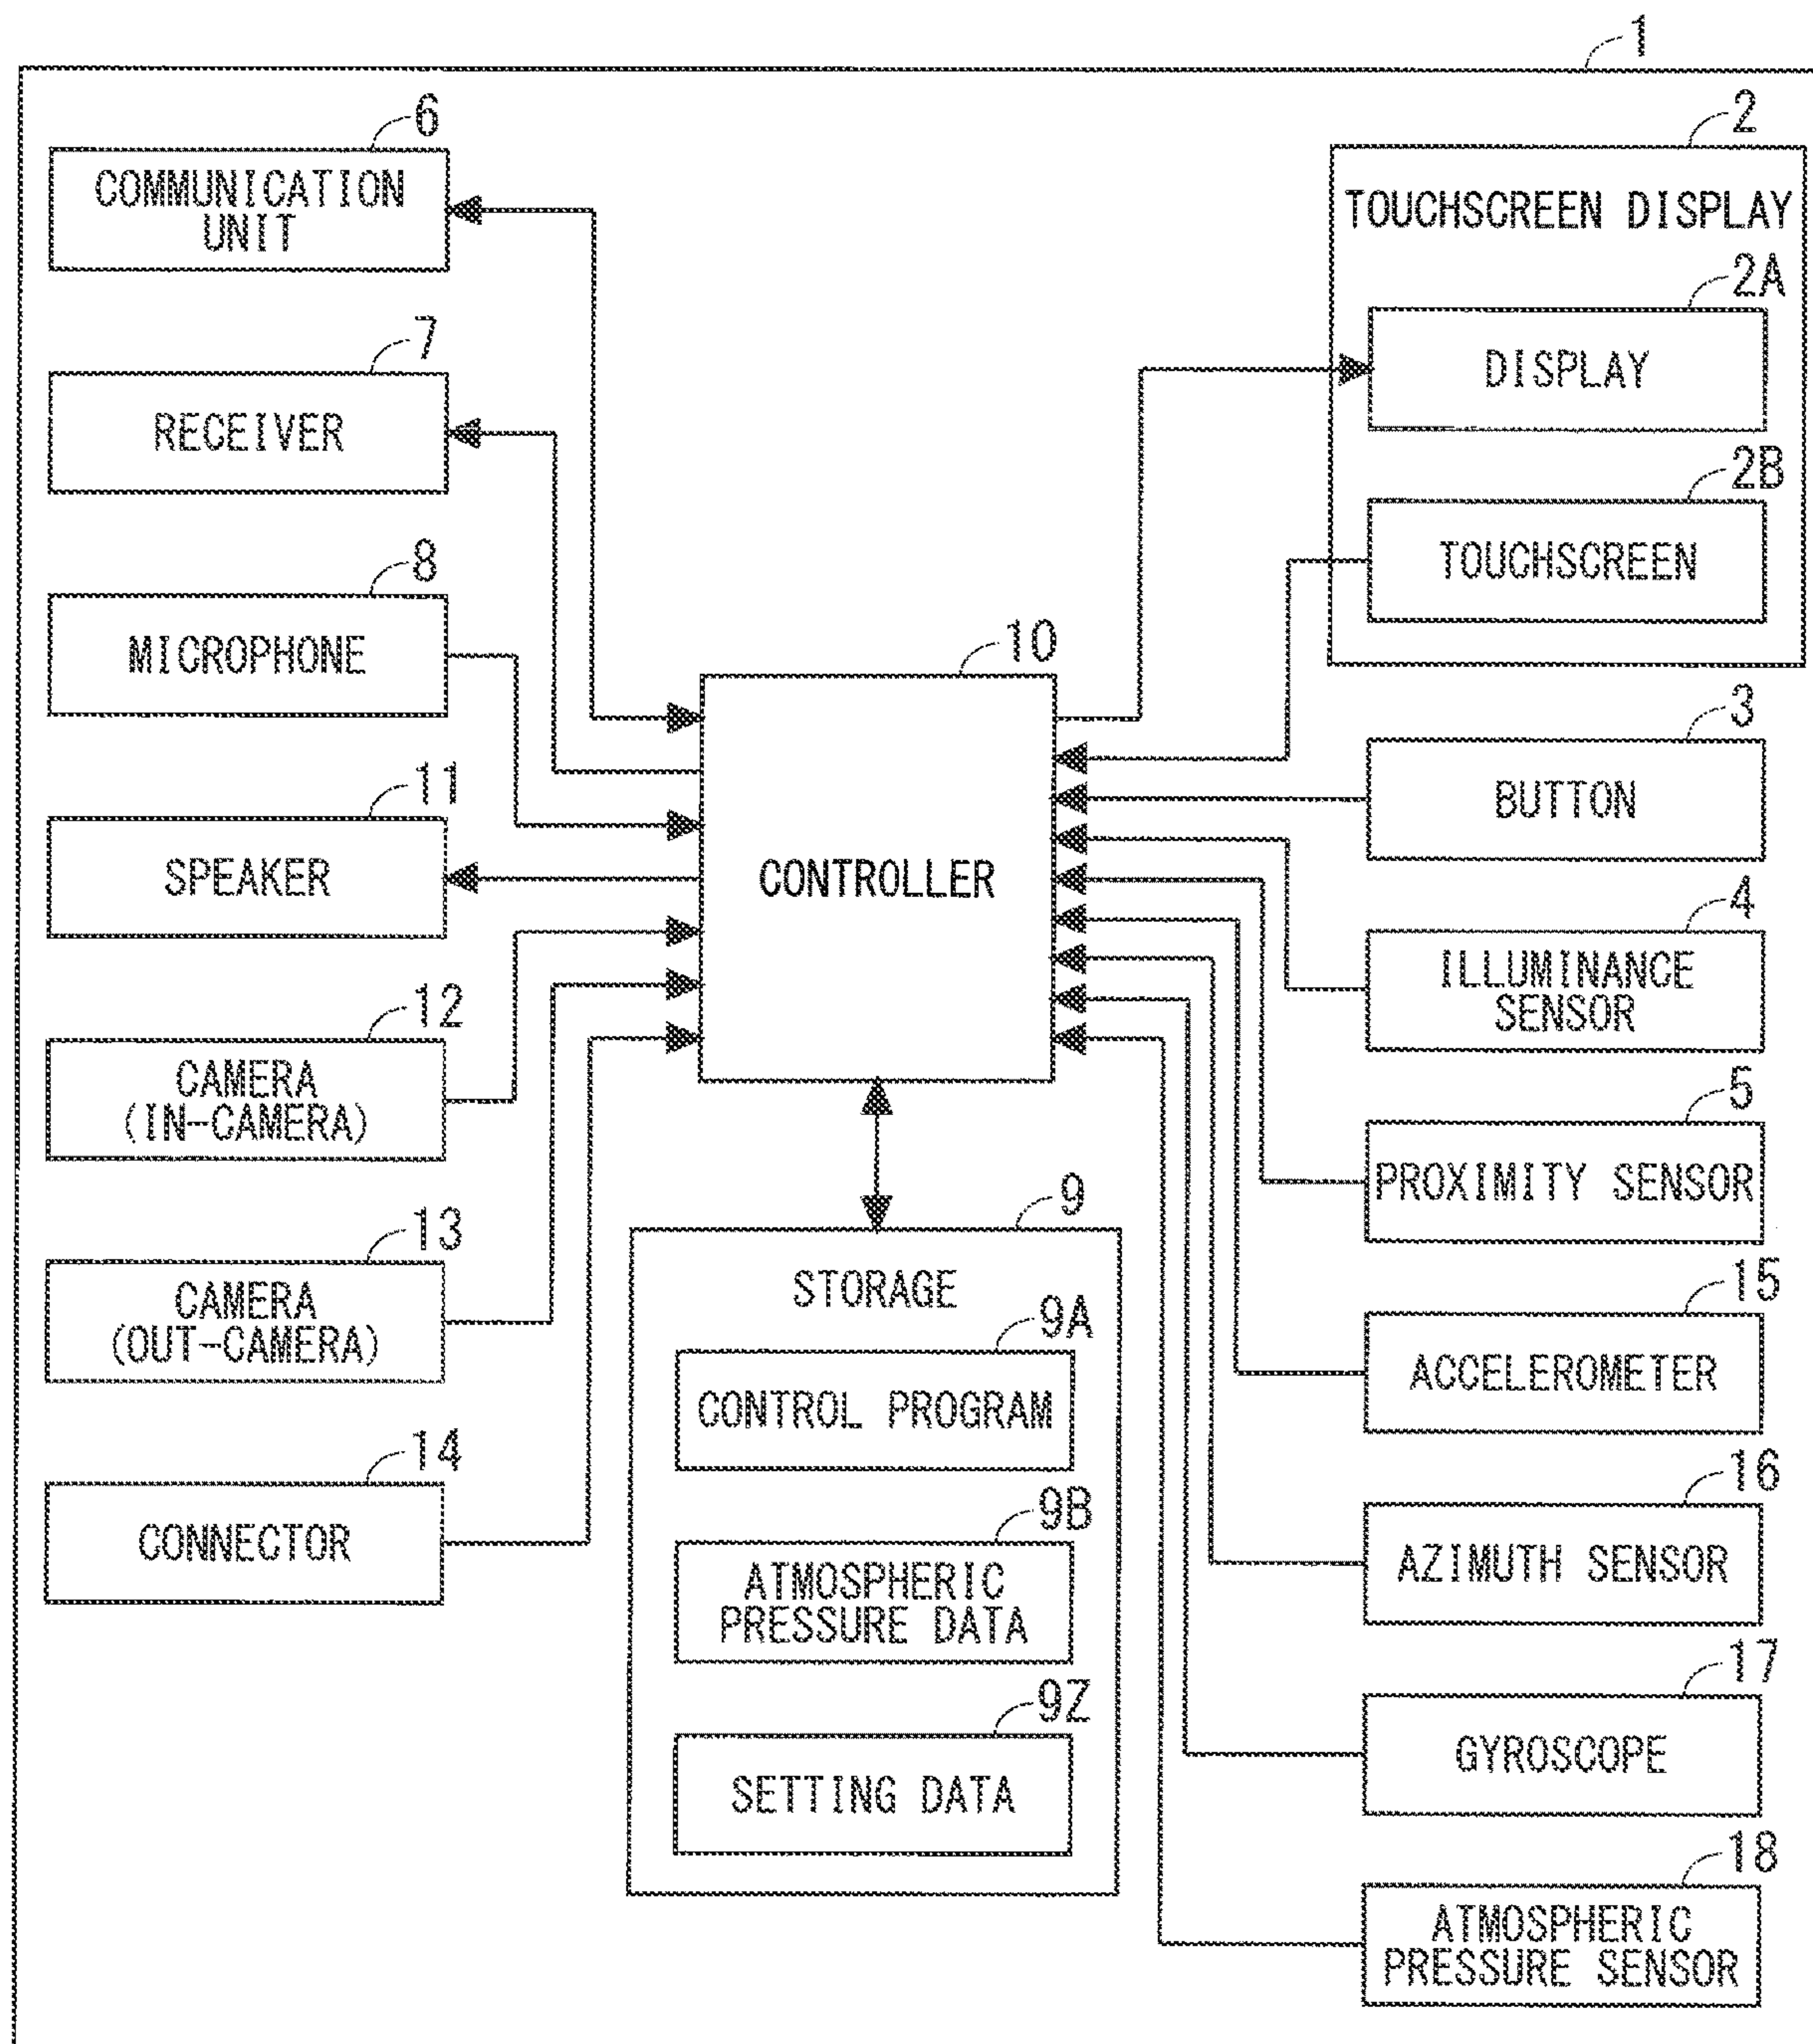 1
6
COMMUNICATION
UNIT
7
RECEIVER
8
MICROPHONE
11
SPEAKER
12
CAMERA
(IN-CAMERA)
13
CAMERA
(OUT-CAMERA)
14
CONNECTOR
10
CONTROLLER
9
STORAGE
9A
CONTROL PROGRAM
9B
ATMOSPHERIC
PRESSURE DATA
9Z
SETTING DATA
2
TOUCHSCREEN DISPLAY
2A
DISPLAY
2B
TOUCHSCREEN
3
BUTTON
4
ILLUMINANCE
SENSOR
5
PROXIMITY SENSOR
15
ACCELEROMETER
16
AZIMUTH SENSOR
17
GYROSCOPE
18
ATMOSPHERIC
PRESSURE SENSOR